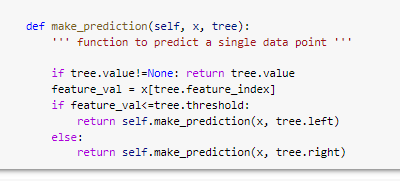 def make_prediction(self, x, tree):
''' function to predict a single data point '''
if tree.value!=None: return tree.value
feature_val = x[tree.feature_index]
if feature_val<=tree.threshold:
return self.make_prediction(x, tree.left)
else:
return self.make_prediction(x, tree.right)